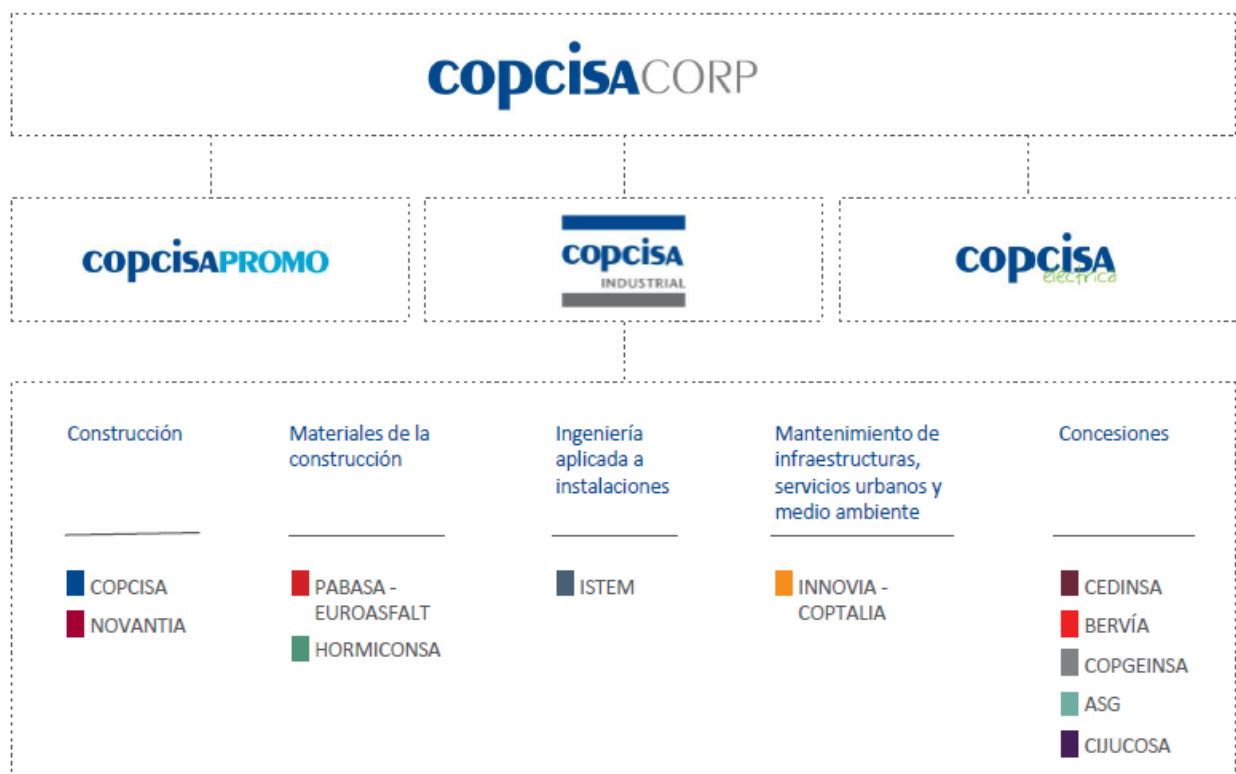 copcisaCORP
copcisaPROMO
copcisa
INDUSTRIAL
copcisa
eléctrica
Construcción
COPCISA
NOVANTIA
Materiales de la
construcción
PABASA -
EUROASFALT
HORMICONSA
Ingeniería
aplicada a
instalaciones
ISTEM
Mantenimiento de
infraestructuras,
servicios urbanos y
medio ambiente
INNOVIA -
COPTALIA
Concesiones
CEDINSA
BERVÍA
COPGEINSA
ASG
CIJUCOSA